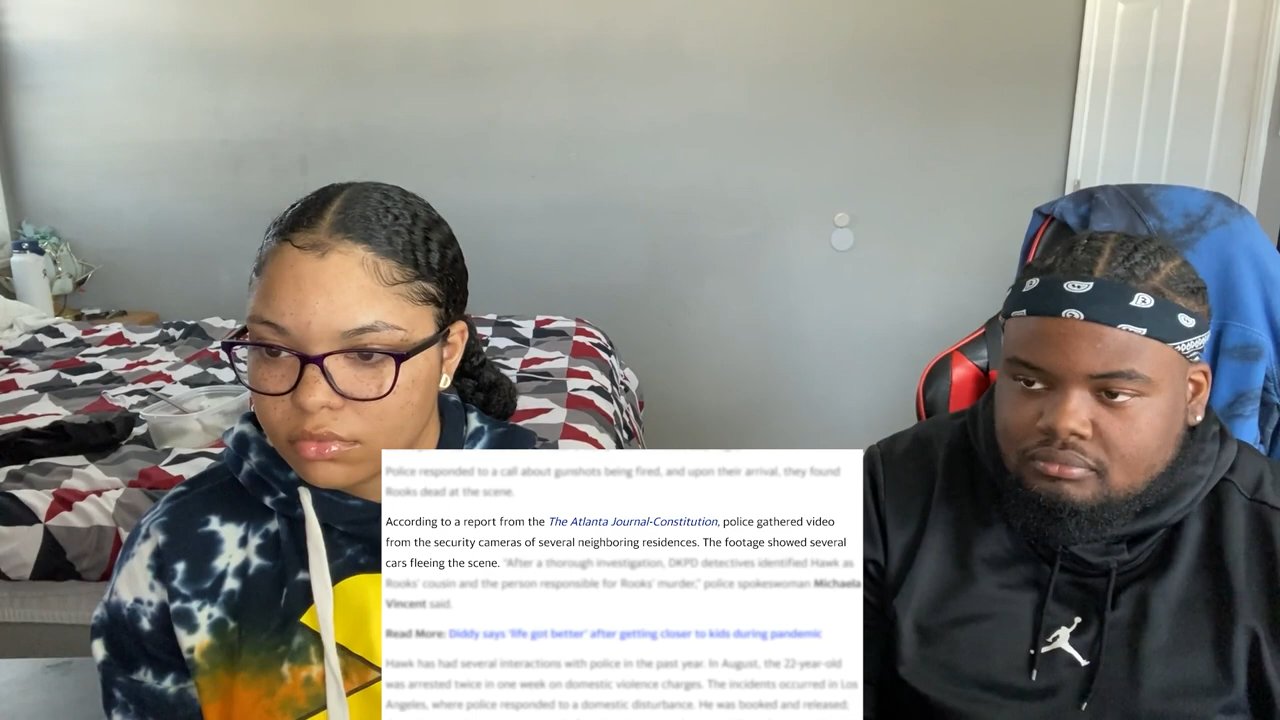 Police responded to a call about gunshots being fired, and upon their arrival, they found
Rooks dead at the scene.
According to a report from the The Atlanta Journal-Constitution, police gathered video
from the security cameras of several neighboring residences. The footage showed several
cars fleeing the scene. "After a thorough investigation, DKPD detectives identified Hawk as
Rooks' cousin and the person responsible for Rooks' murder," police spokeswoman Michaela
Vincent said.
Read More: Diddy says 'life got better' after getting closer to kids during pandemic
Hawk has had several interactions with police in the past year. In August, the 22-year-old
was arrested twice in one week on domestic violence charges. The incidents occurred in Los
Angeles, where police responded to a domestic disturbance. He was booked and released;